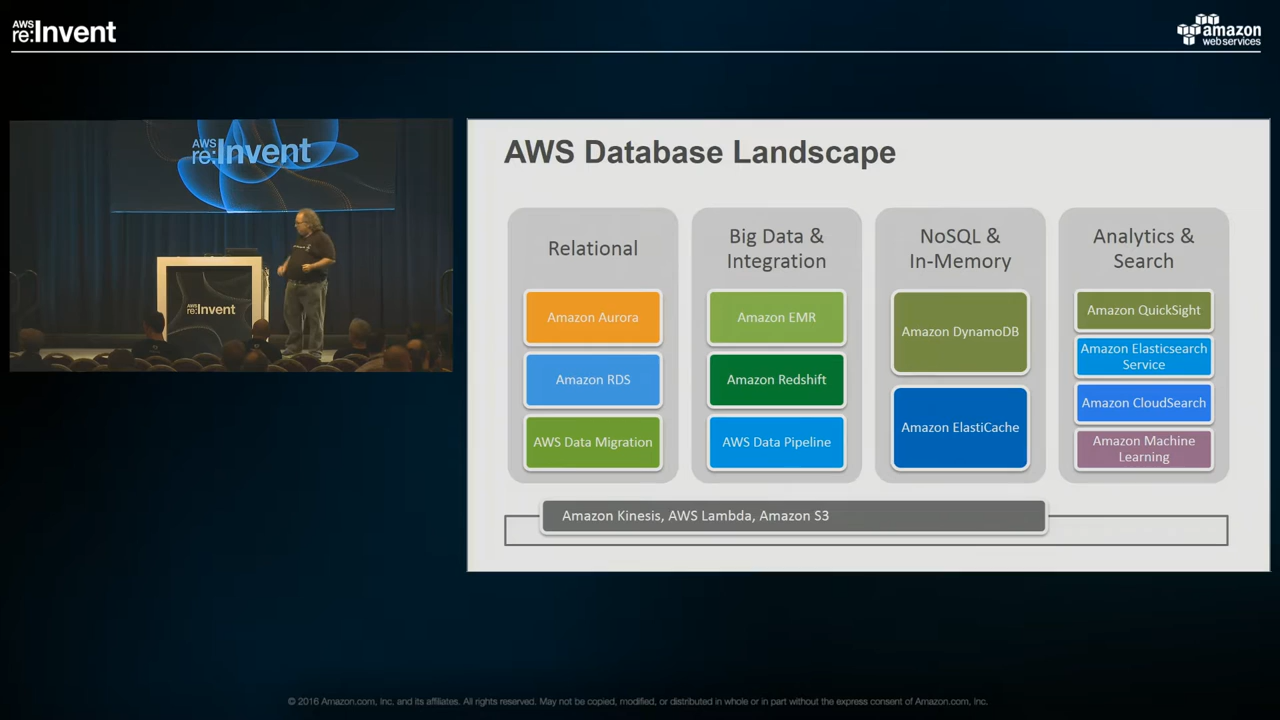 AWS
re:Invent
amazon
web services
AWS
re:Invent
AWS
re:Invent
AWS Database Landscape
Relational
Amazon Aurora
Amazon RDS
AWS Data Migration
Big Data &
Integration
Amazon EMR
Amazon Redshift
AWS Data Pipeline
NoSQL &
In-Memory
Amazon DynamoDB
Amazon ElastiCache
Analytics &
Search
Amazon QuickSight
Amazon Elasticsearch
Service
Amazon CloudSearch
Amazon Machine
Learning
Amazon Kinesis, AWS Lambda, Amazon S3
© 2016 Amazon.com, Inc, and its affiliates. All rights reserved. May not be copied, modified, or distributed in whole or in part without the express consent of Amazon.com, Inc.